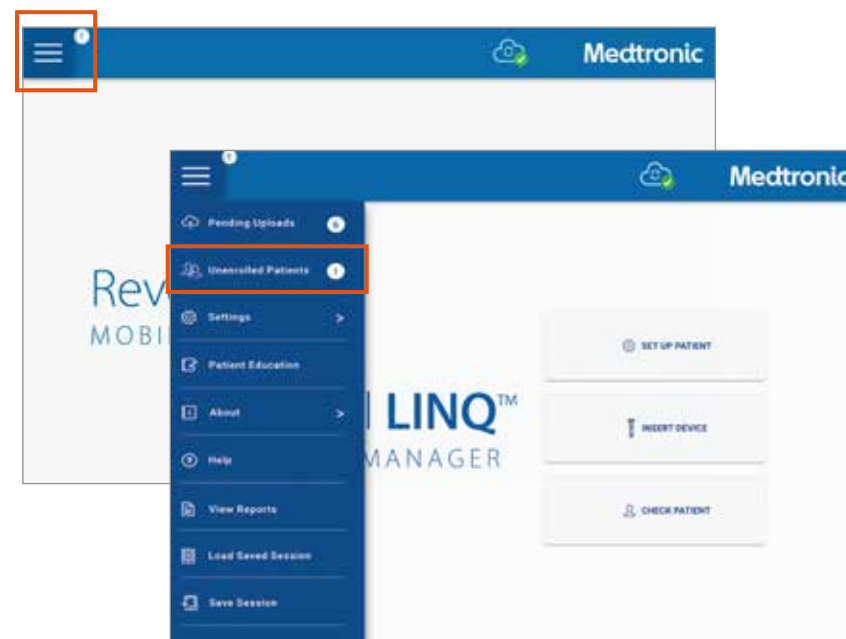 Medtronic
Rev
MOBI
Medtronic
Pending Uploads
Unenrolled Patients 1
Settings >
Patient Education
About >
Help
View Reports
Load Saved Session
Save Session
LINQ™
MANAGER
SET UP PATIENT
INSERT DEVICE
CHECK PATIENT